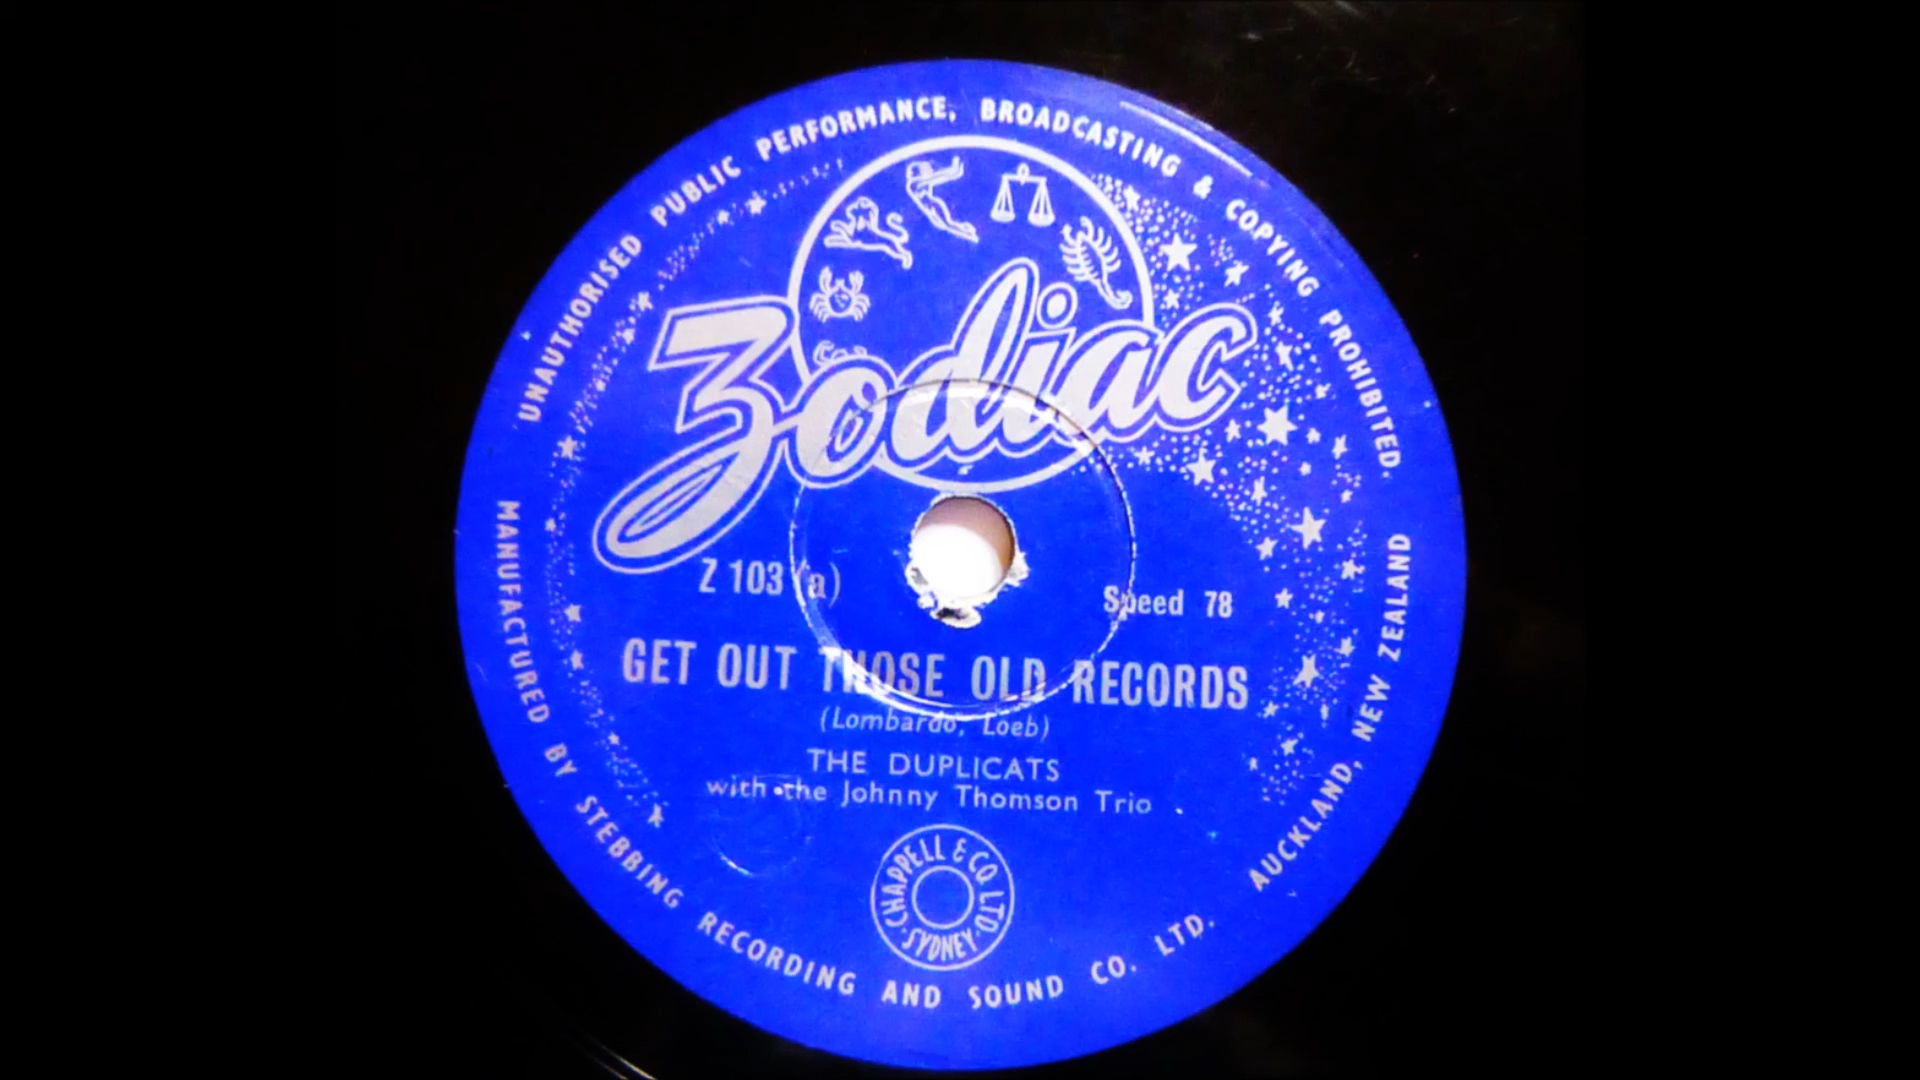 UNAUTHORISED PUBLIC PERFORMANCE, BROADCASTING & COPYING PROHIBITED.
Zodiac
Z 103 (a)
Speed 78
GET OUT THOSE OLD RECORDS
(Lombardo, Loeb)
THE DUPLICATS
with the Johnny Thomson Trio
CHAPPELL & CO. LTD.
SYDNEY
MANUFACTURED BY STEBBING RECORDING AND SOUND CO. LTD. AUCKLAND, NEW ZEALAND